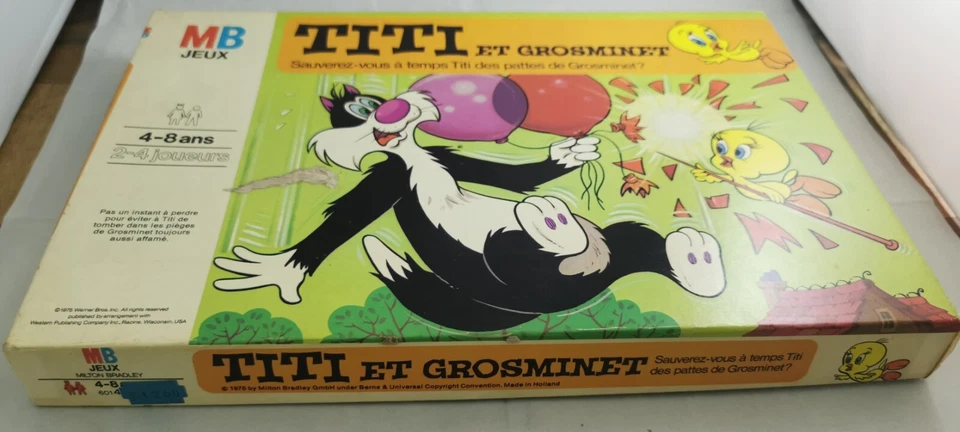 MB
JEUX
TITI ET GROSMINET
Sauverez-vous à temps Titi des pattes de Grosminet?
4-8 ans
2-4 joueurs
Pas un instant à perdre
pour éviter à Titi de
tomber dans les pièges
de Grosminet toujours
aussi affamé.
©1975 Warner Bros. Inc. All rights reserved
published by arrangement with
Western Publishing Company Inc., Racine, Wisconsin, USA
MB
JEUX
MILTON BRADLEY
4-8
TITI ET GROSMINET
Sauverez-vous à temps Titi
des pattes de Grosminet?
© 1975 by Milton Bradley GmbH under Berne & Universal Copyright Convention. Made in Holland